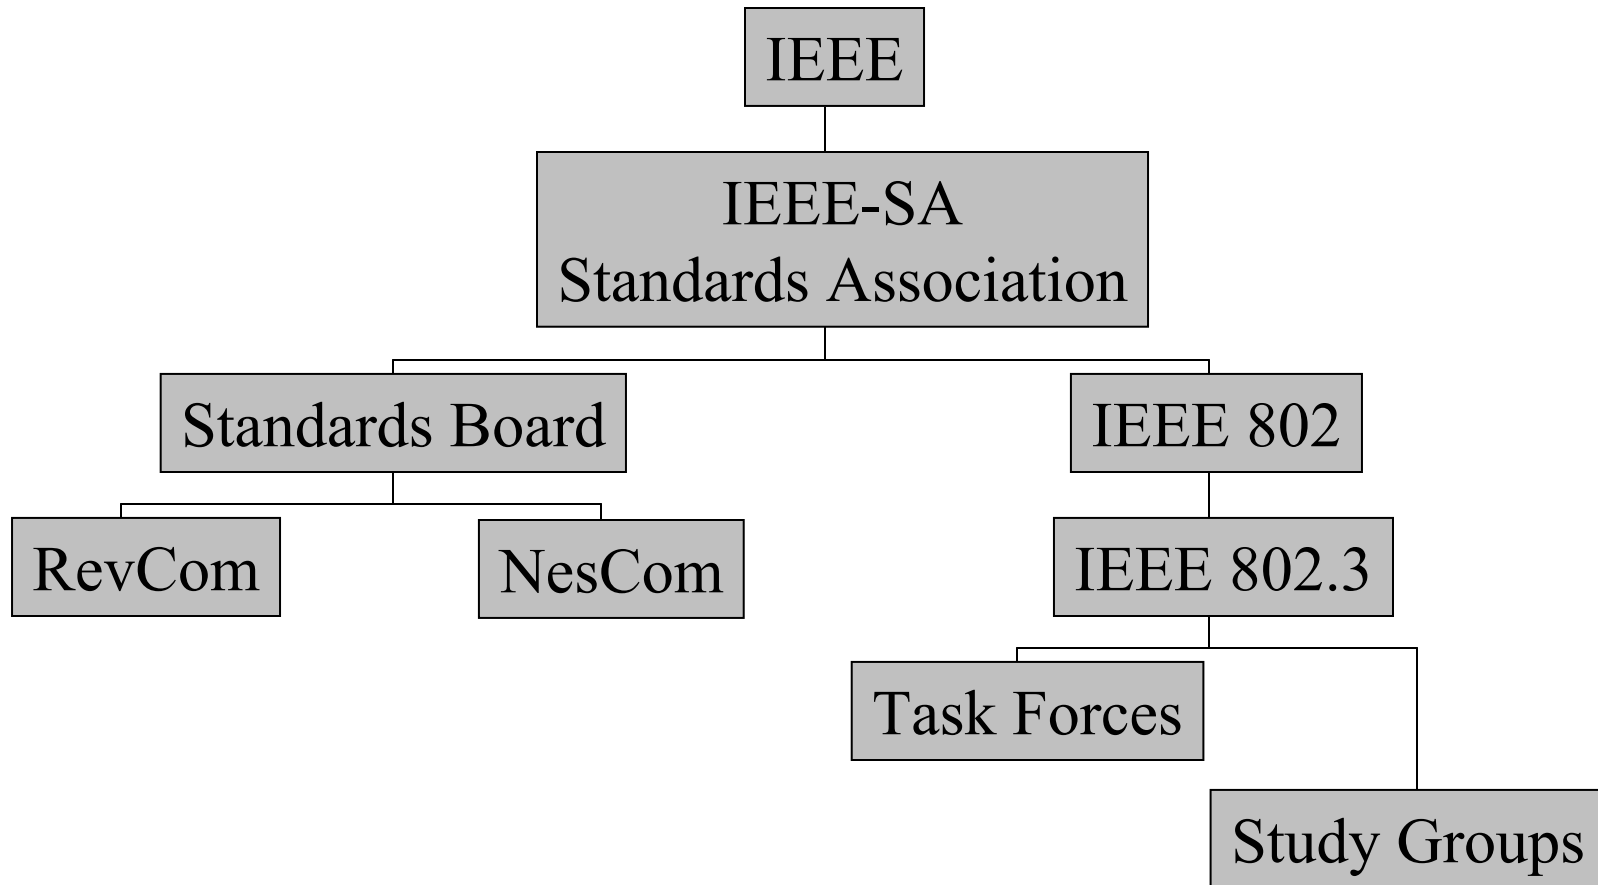 IEEE
IEEE-SA
Standards Association
Standards Board
IEEE 802
RevCom
NesCom
IEEE 802.3
Task Forces
Study Groups